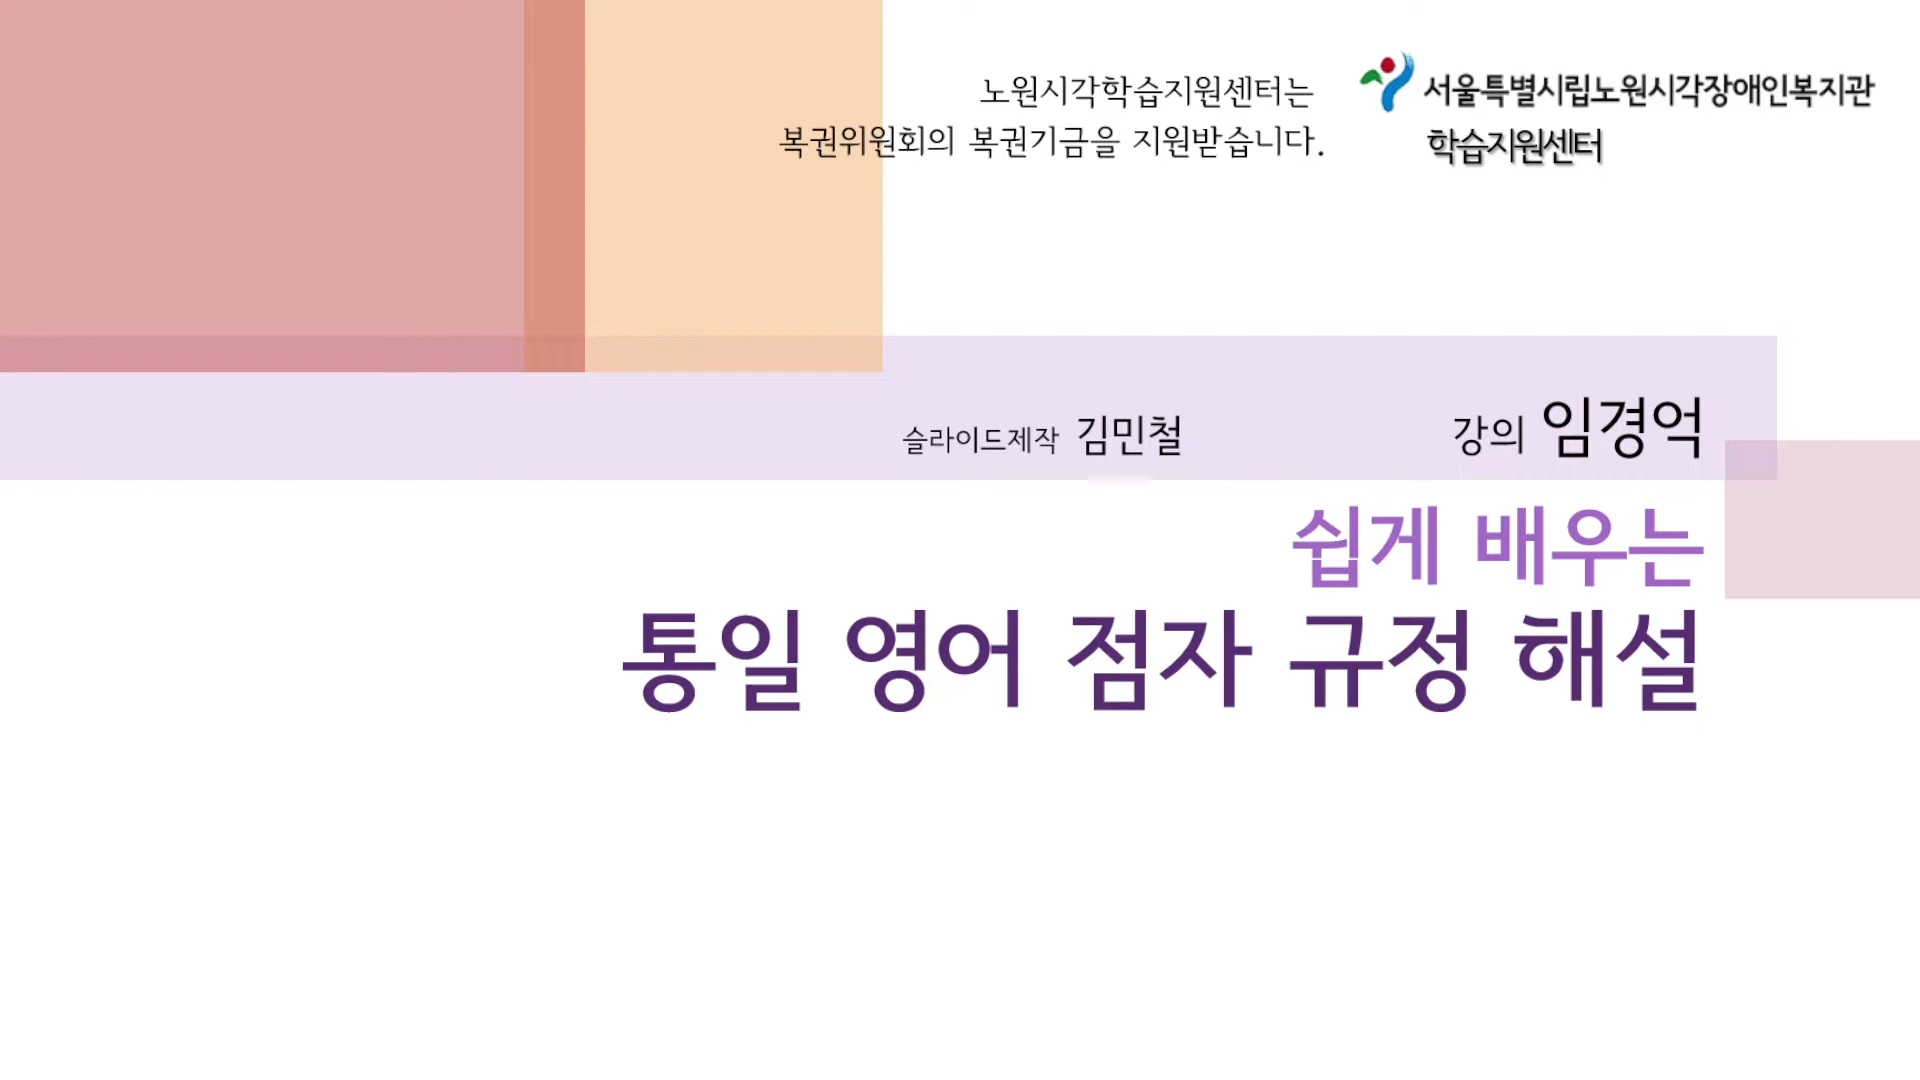 노원시각학습지원센터는
복권위원회의 복권기금을 지원받습니다.
서울특별시립노원시각장애인복지관
학습지원센터
슬라이드제작 김민철
강의 임경억
쉽게 배우는
통일 영어 점자 규정 해설